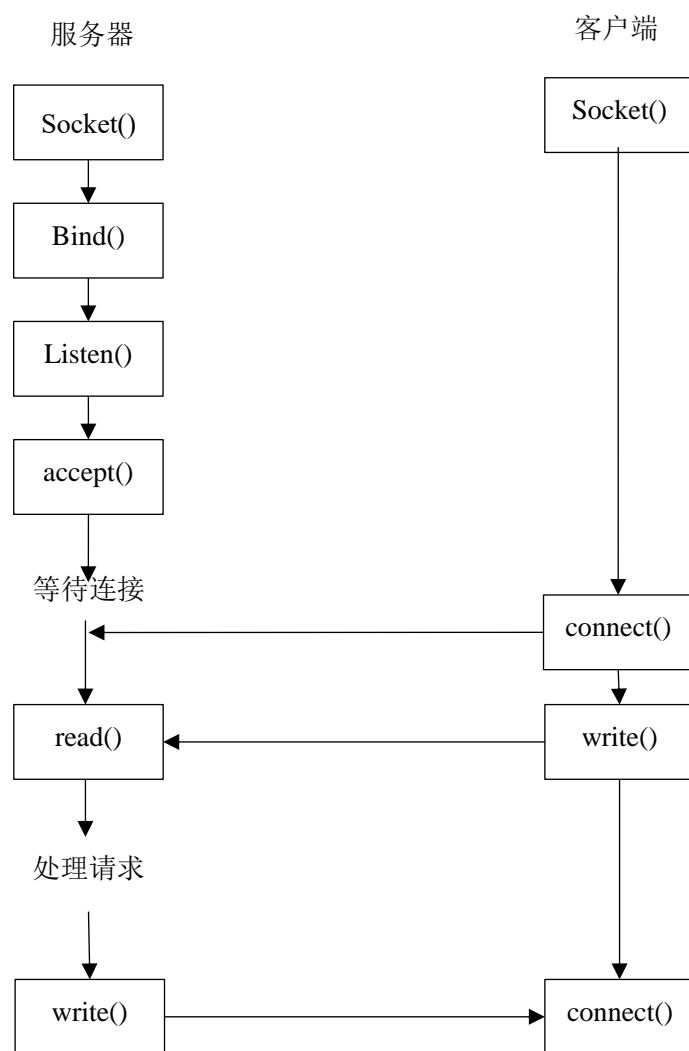 服务器
客户端
Socket()
Socket()
Bind()
Listen()
accept()
等待连接
connect()
read()
write()
处理请求
write()
connect()